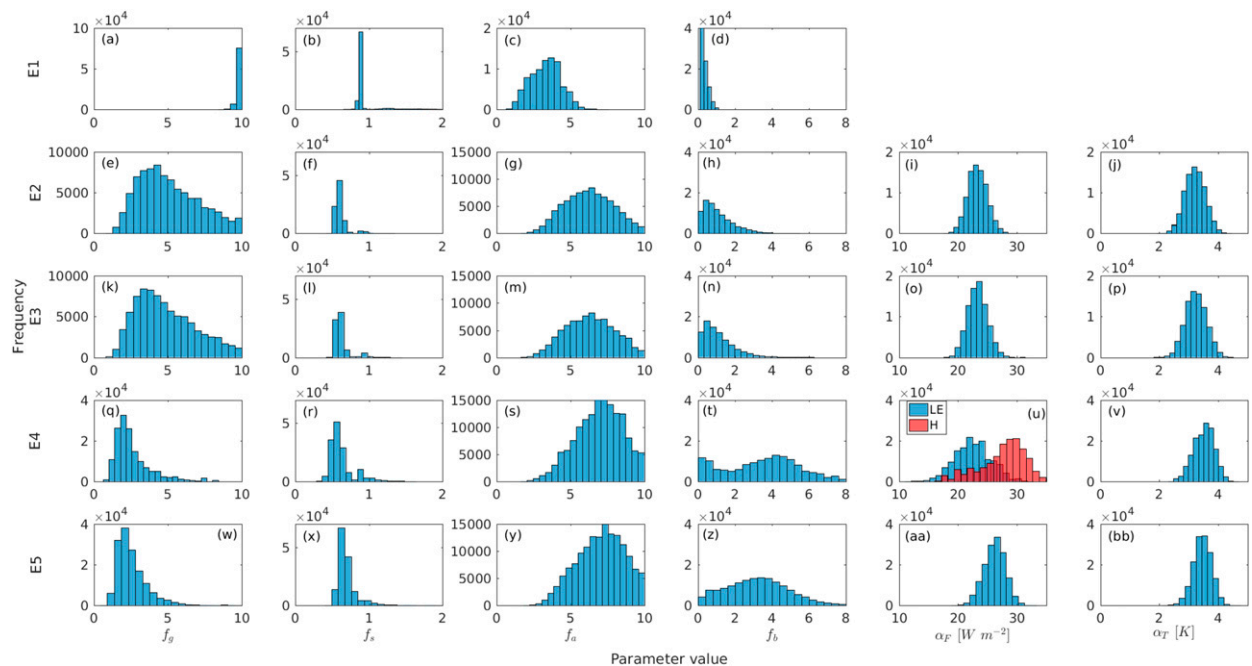 ×10⁴ ×10⁴ ×10⁴ ×10⁴
E1 10 (a) (b) (c) 2 (d) 4
5 5 1 2
0 0 0 0
0 5 10 0 1 2 0 5 10 0 2 4 6 8
×10⁴ ×10⁴ ×10⁴ ×10⁴
E2 10000 (e) (f) 15000 (g) 4 (h) 2 (i) 2 (j)
5000 5 10000 5000 2 1 1
0 0 0 0 0 0
0 5 10 0 1 2 0 5 10 0 2 4 6 8 10 20 30 0 2 4
×10⁴ ×10⁴ ×10⁴ ×10⁴
E3 10000 (k) (l) 15000 (m) 4 (n) 2 (o) 2 (p)
5000 5 10000 5000 2 1 1
0 0 0 0 0 0
0 5 10 0 1 2 0 5 10 0 2 4 6 8 10 20 30 0 2 4
×10⁴ ×10⁴ ×10⁴ ×10⁴ ×10⁴
E4 4 (q) (r) 15000 (s) 4 (t) 4 LE H (u) 4 (v)
2 5 10000 5000 2 2 2
0 0 0 0 0 0
0 5 10 0 1 2 0 5 10 0 2 4 6 8 10 20 30 0 2 4
×10⁴ ×10⁴ ×10⁴ ×10⁴ ×10⁴
E5 4 (w) (x) 15000 (y) 4 (z) 4 (aa) 4 (bb)
2 5 10000 5000 2 2 2
0 0 0 0 0 0
0 5 10 0 1 2 0 5 10 0 2 4 6 8 10 20 30 0 2 4
f_g f_s f_a f_b α_F [W m⁻²] α_T [K]
Frequency
Parameter value